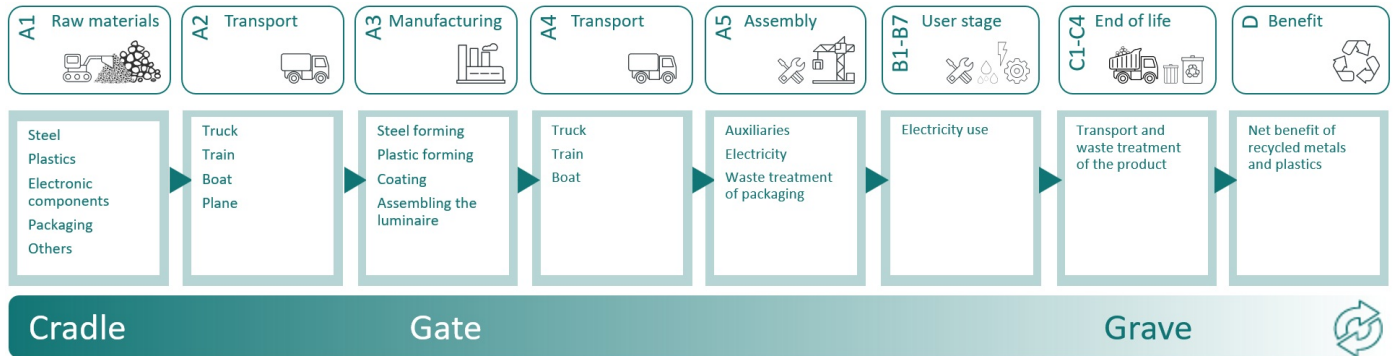 A1 Raw materials
A2 Transport
A3 Manufacturing
A4 Transport
A5 Assembly
B1-B7 User stage
C1-C4 End of life
D Benefit
Steel
Plastics
Electronic
components
Packaging
Others
Truck
Train
Boat
Plane
Steel forming
Plastic forming
Coating
Assembling the
luminaire
Truck
Train
Boat
Auxiliaries
Electricity
Waste treatment
of packaging
Electricity use
Transport and
waste treatment
of the product
Net benefit of
recycled metals
and plastics
Cradle
Gate
Grave